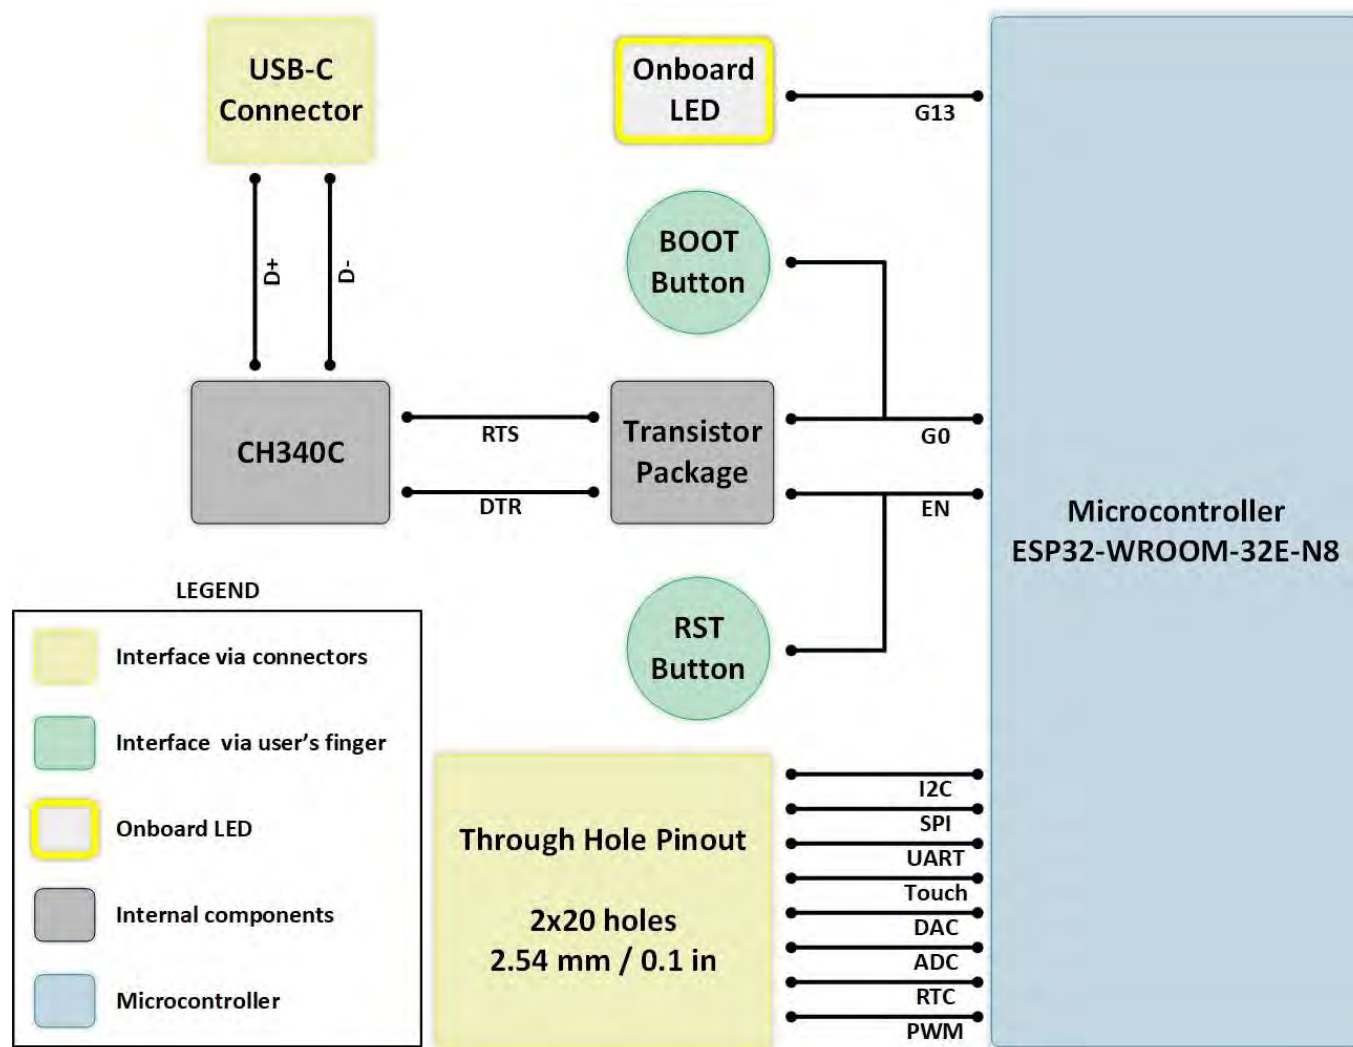 USB-C
Connector
Onboard
LED
G13
D+
D-
BOOT
Button
CH340C
RTS
DTR
Transistor
Package
G0
EN
Microcontroller
ESP32-WROOM-32E-N8
RST
Button
LEGEND
Interface via connectors
Interface via user's finger
Onboard LED
Internal components
Microcontroller
Through Hole Pinout
2x20 holes
2.54 mm / 0.1 in
I2C
SPI
UART
Touch
DAC
ADC
RTC
PWM